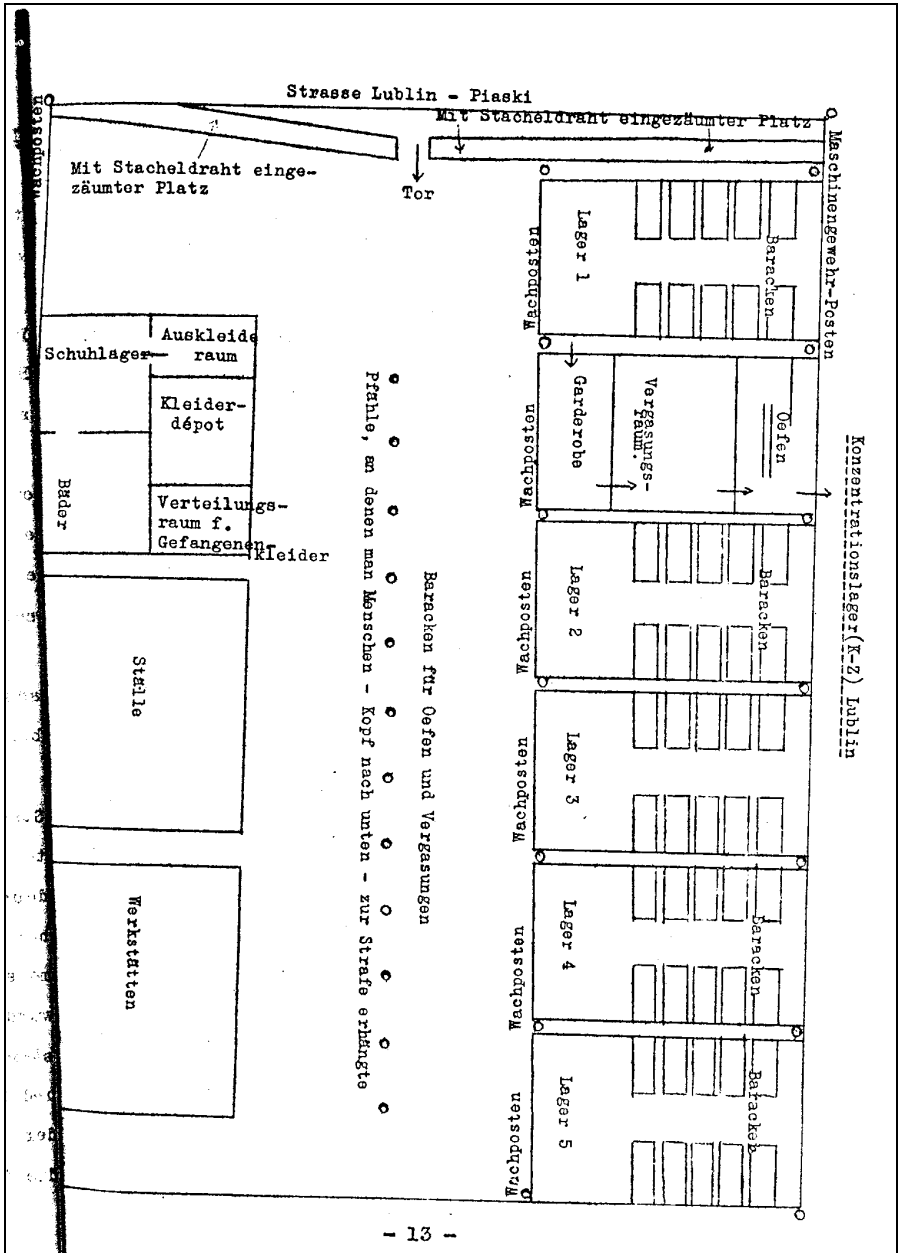 Strasse Lublin - Piaski
Mit Stacheldraht eingezäumter Platz
Wachposten
Mit Stacheldraht einge-
zäumter Platz
Tor
Maschinengewehr-Posten
Konzentrationslager(K-Z) Lublin
Wachposten
Lager 1
Baracken
Schuhlager
Auskleide
raum
Kleider-
dépot
Bäder
Verteilungs-
raum f.
Gefangenen-
kleider
Wachposten
Garderobe
Vergasungs-
raum.
Oefen
Wachposten
Lager 2
Baracken
Ställe
Pfähle, an denen man Menschen - Kopf nach unten - zur Strafe erhängte
Baracken für Oefen und Vergasungen
Wachposten
Lager 3
Werkstätten
Wachposten
Lager 4
Baracken
Wachposten
Lager 5
Baracken
- 13 -